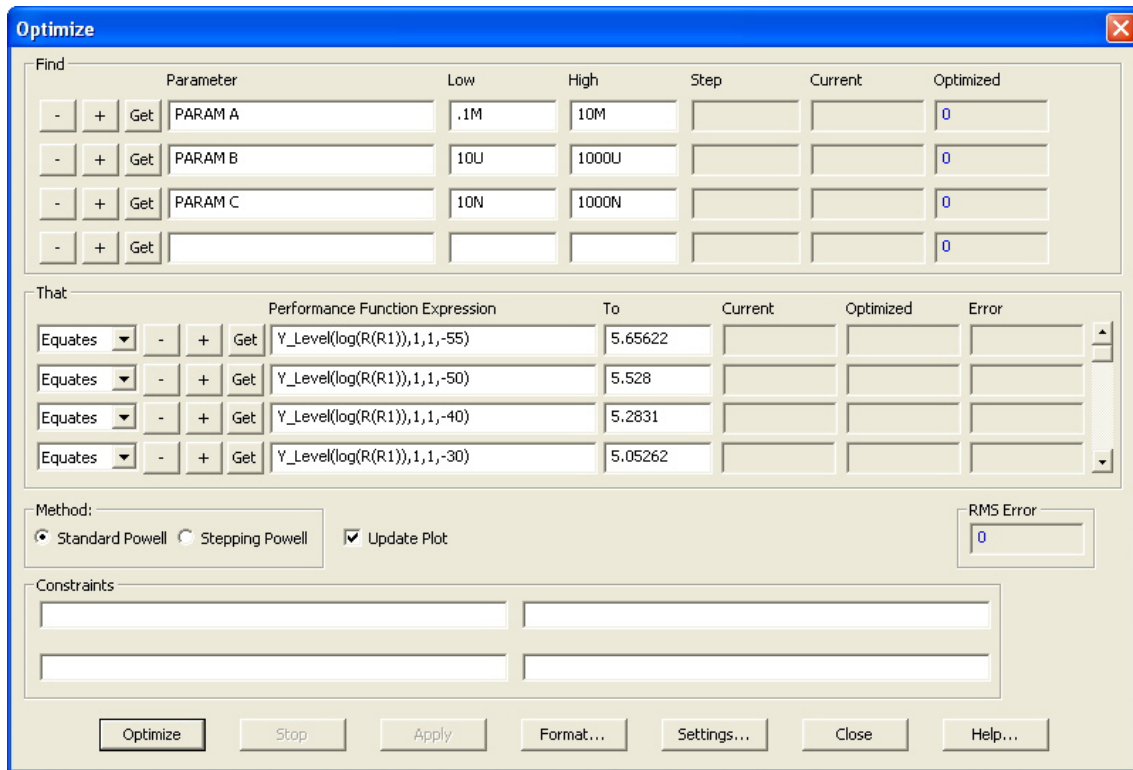 Optimize
Find
Parameter Low High Step Current Optimized
- + Get PARAM A .1M 10M 0
- + Get PARAM B 10U 1000U 0
- + Get PARAM C 10N 1000N 0
- + Get 0
That
Performance Function Expression To Current Optimized Error
Equates - + Get Y_Level(log(R(R1)),1,1,-55) 5.65622
Equates - + Get Y_Level(log(R(R1)),1,1,-50) 5.528
Equates - + Get Y_Level(log(R(R1)),1,1,-40) 5.2831
Equates - + Get Y_Level(log(R(R1)),1,1,-30) 5.05262
Method: RMS Error
Standard Powell Stepping Powell Update Plot 0
Constraints
Optimize Stop Apply Format... Settings... Close Help...